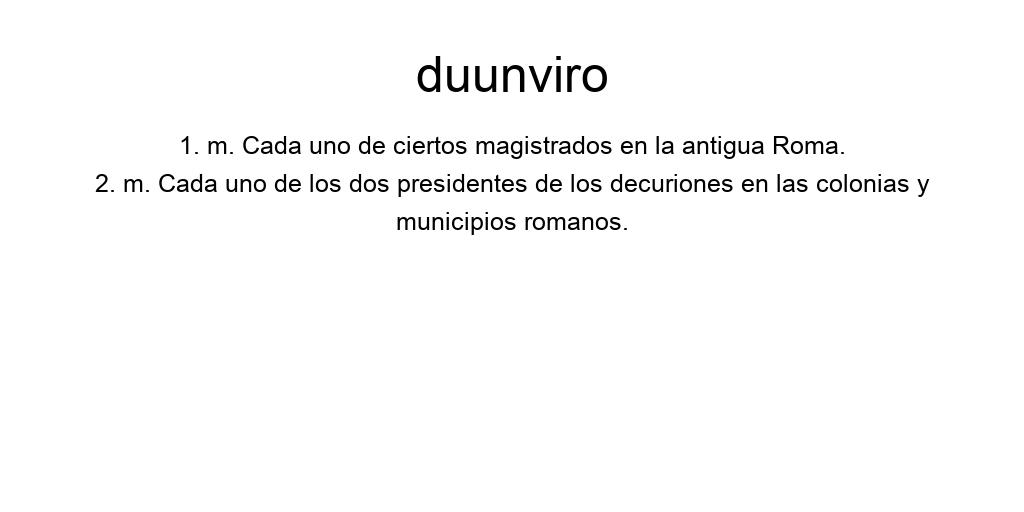 duunviro
1. m. Cada uno de ciertos magistrados en la antigua Roma.
2. m. Cada uno de los dos presidentes de los decuriones en las colonias y
municipios romanos.